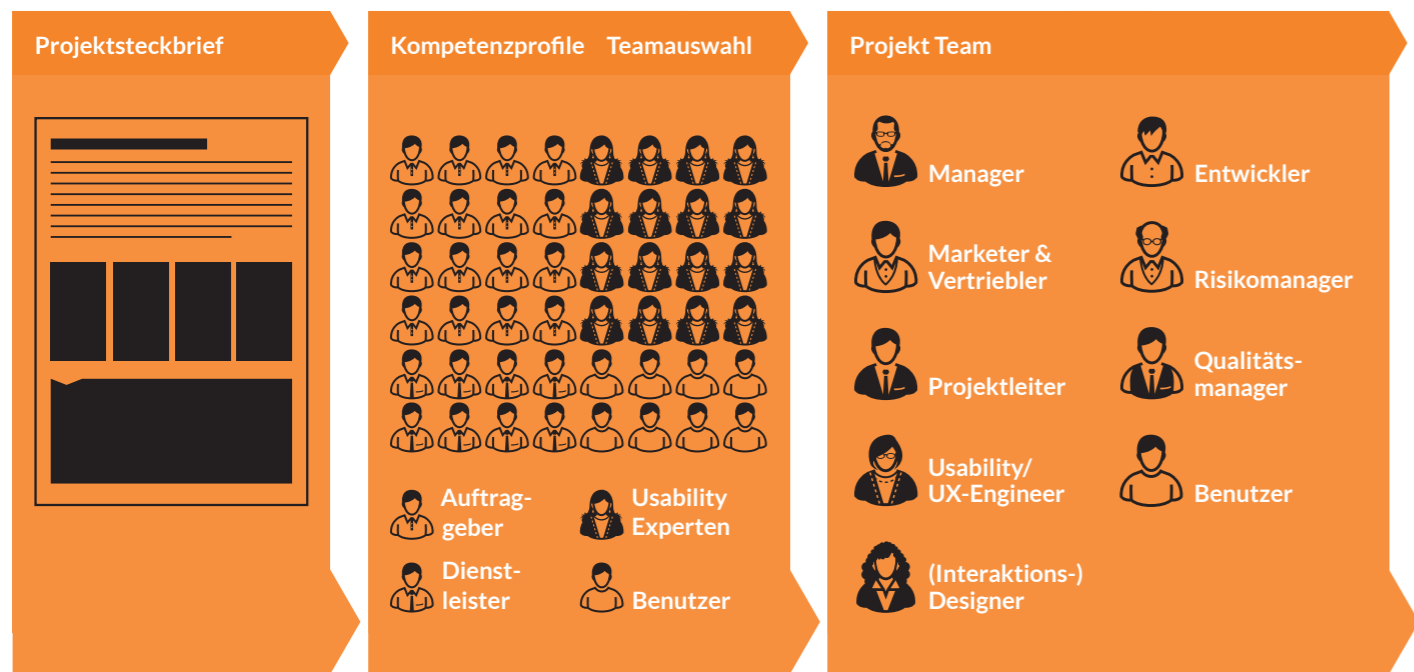 Projektsteckbrief
Kompetenzprofile Teamauswahl
Auftrag-
geber
Usability
Experten
Dienst-
leister
Benutzer
Projekt Team
Manager
Entwickler
Marketer &
Vertriebler
Risikomanager
Projektleiter
Qualitäts-
manager
Usability/
UX-Engineer
Benutzer
(Interaktions-)
Designer